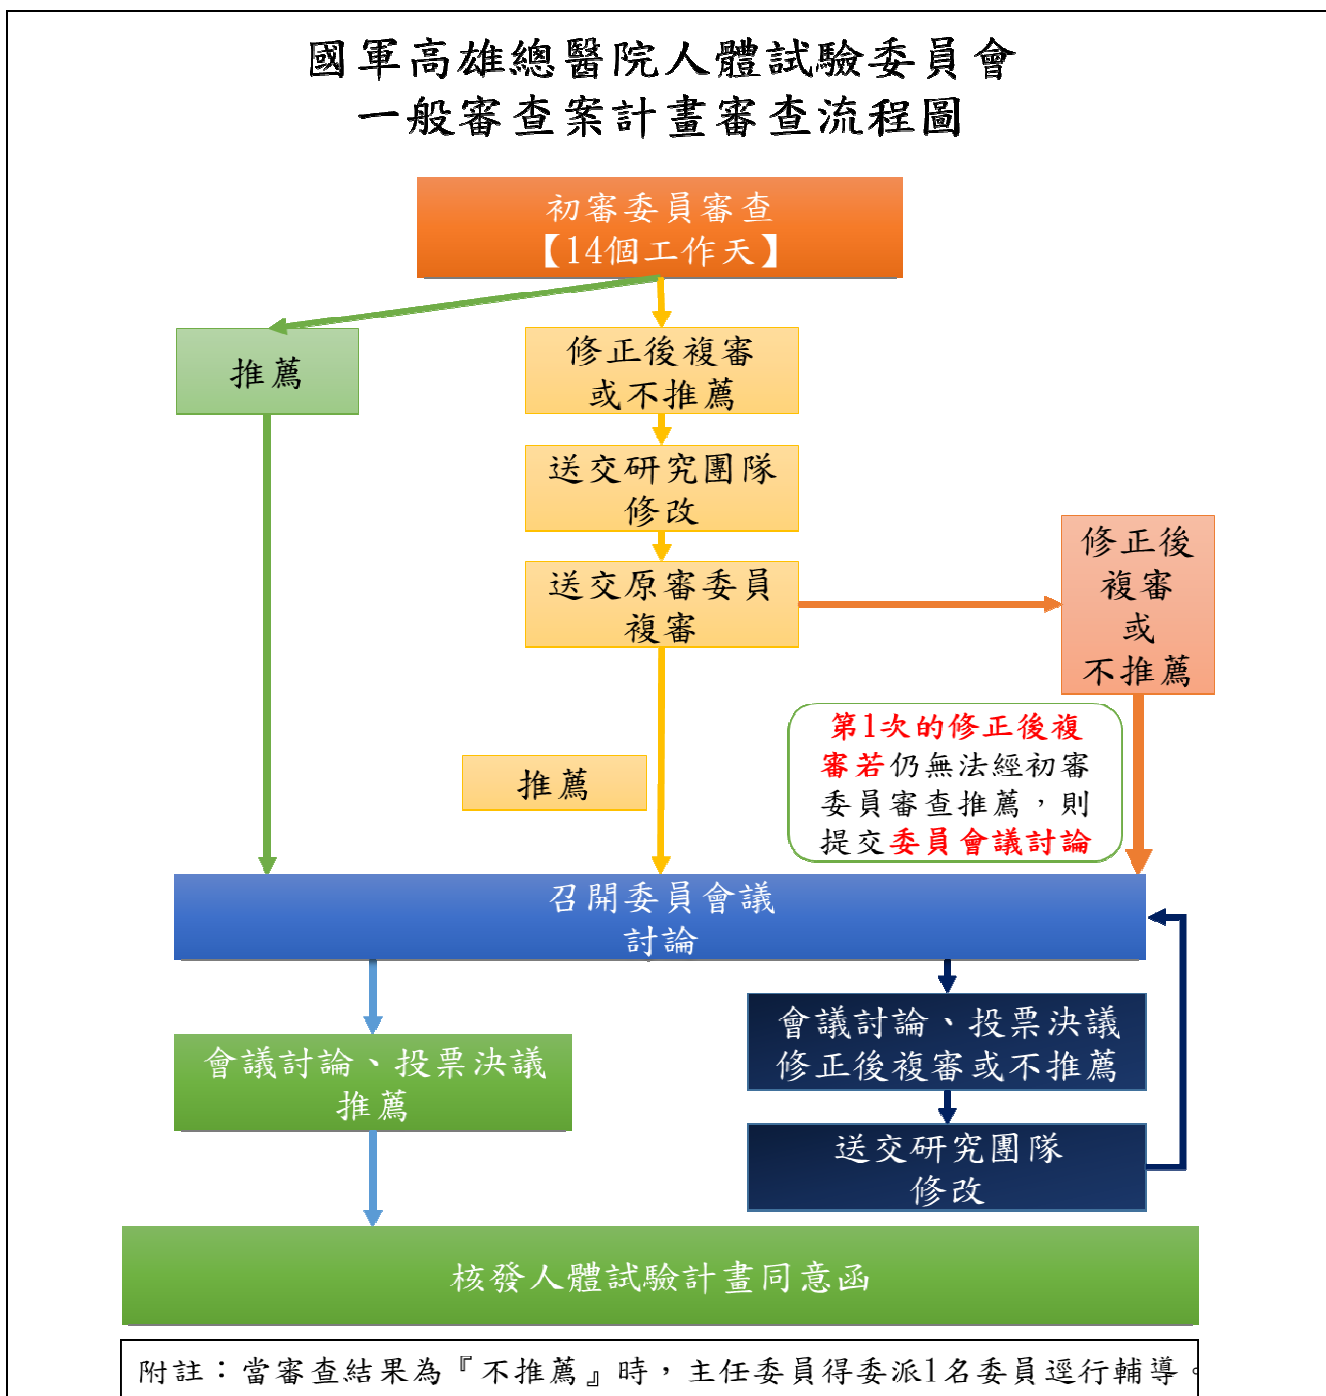 國軍高雄總醫院人體試驗委員會
一般審查案計畫審查流程圖
初審委員審查
【14個工作天】
推薦
修正後複審
或不推薦
送交研究團隊
修改
送交原審委員
複審
修正後
複審
或
不推薦
第1次的修正後複
審若仍無法經初審
委員審查推薦，則
提交委員會議討論
推薦
召開委員會議
討論
會議討論、投票決議
推薦
會議討論、投票決議
修正後複審或不推薦
送交研究團隊
修改
核發人體試驗計畫同意函
附註：當審查結果為『不推薦』時，主任委員得委派1名委員逕行輔導。